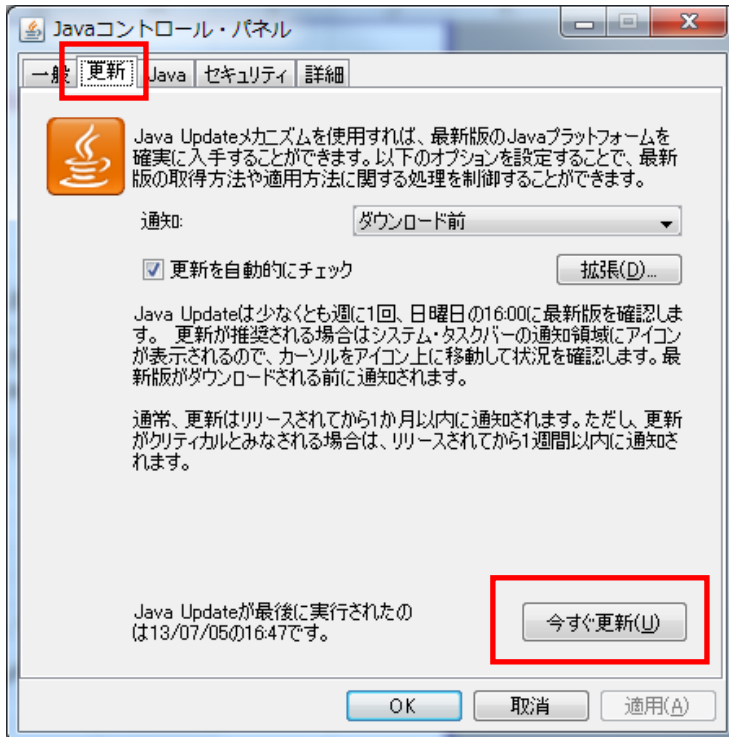 Javaコントロール・パネル
一般 更新 Java セキュリティ 詳細
Java Updateメカニズムを使用すれば、最新版のJavaプラットフォームを
確実に入手することができます。以下のオプションを設定することで、最新
版の取得方法や適用方法に関する処理を制御することができます。
通知: ダウンロード前
更新を自動的にチェック 拡張(D)...
Java Updateは少なくとも週に1回、日曜日の16:00に最新版を確認しま
す。 更新が推奨される場合はシステム・タスクバーの通知領域にアイコン
が表示されるので、カーソルをアイコン上に移動して状況を確認します。最
新版がダウンロードされる前に通知されます。
通常、更新はリリースされてから1か月以内に通知されます。ただし、更新
がクリティカルとみなされる場合は、リリースされてから1週間以内に通知さ
れます。
Java Updateが最後に実行されたの
は13/07/05の16:47です。
今すぐ更新(U)
OK 取消 適用(A)